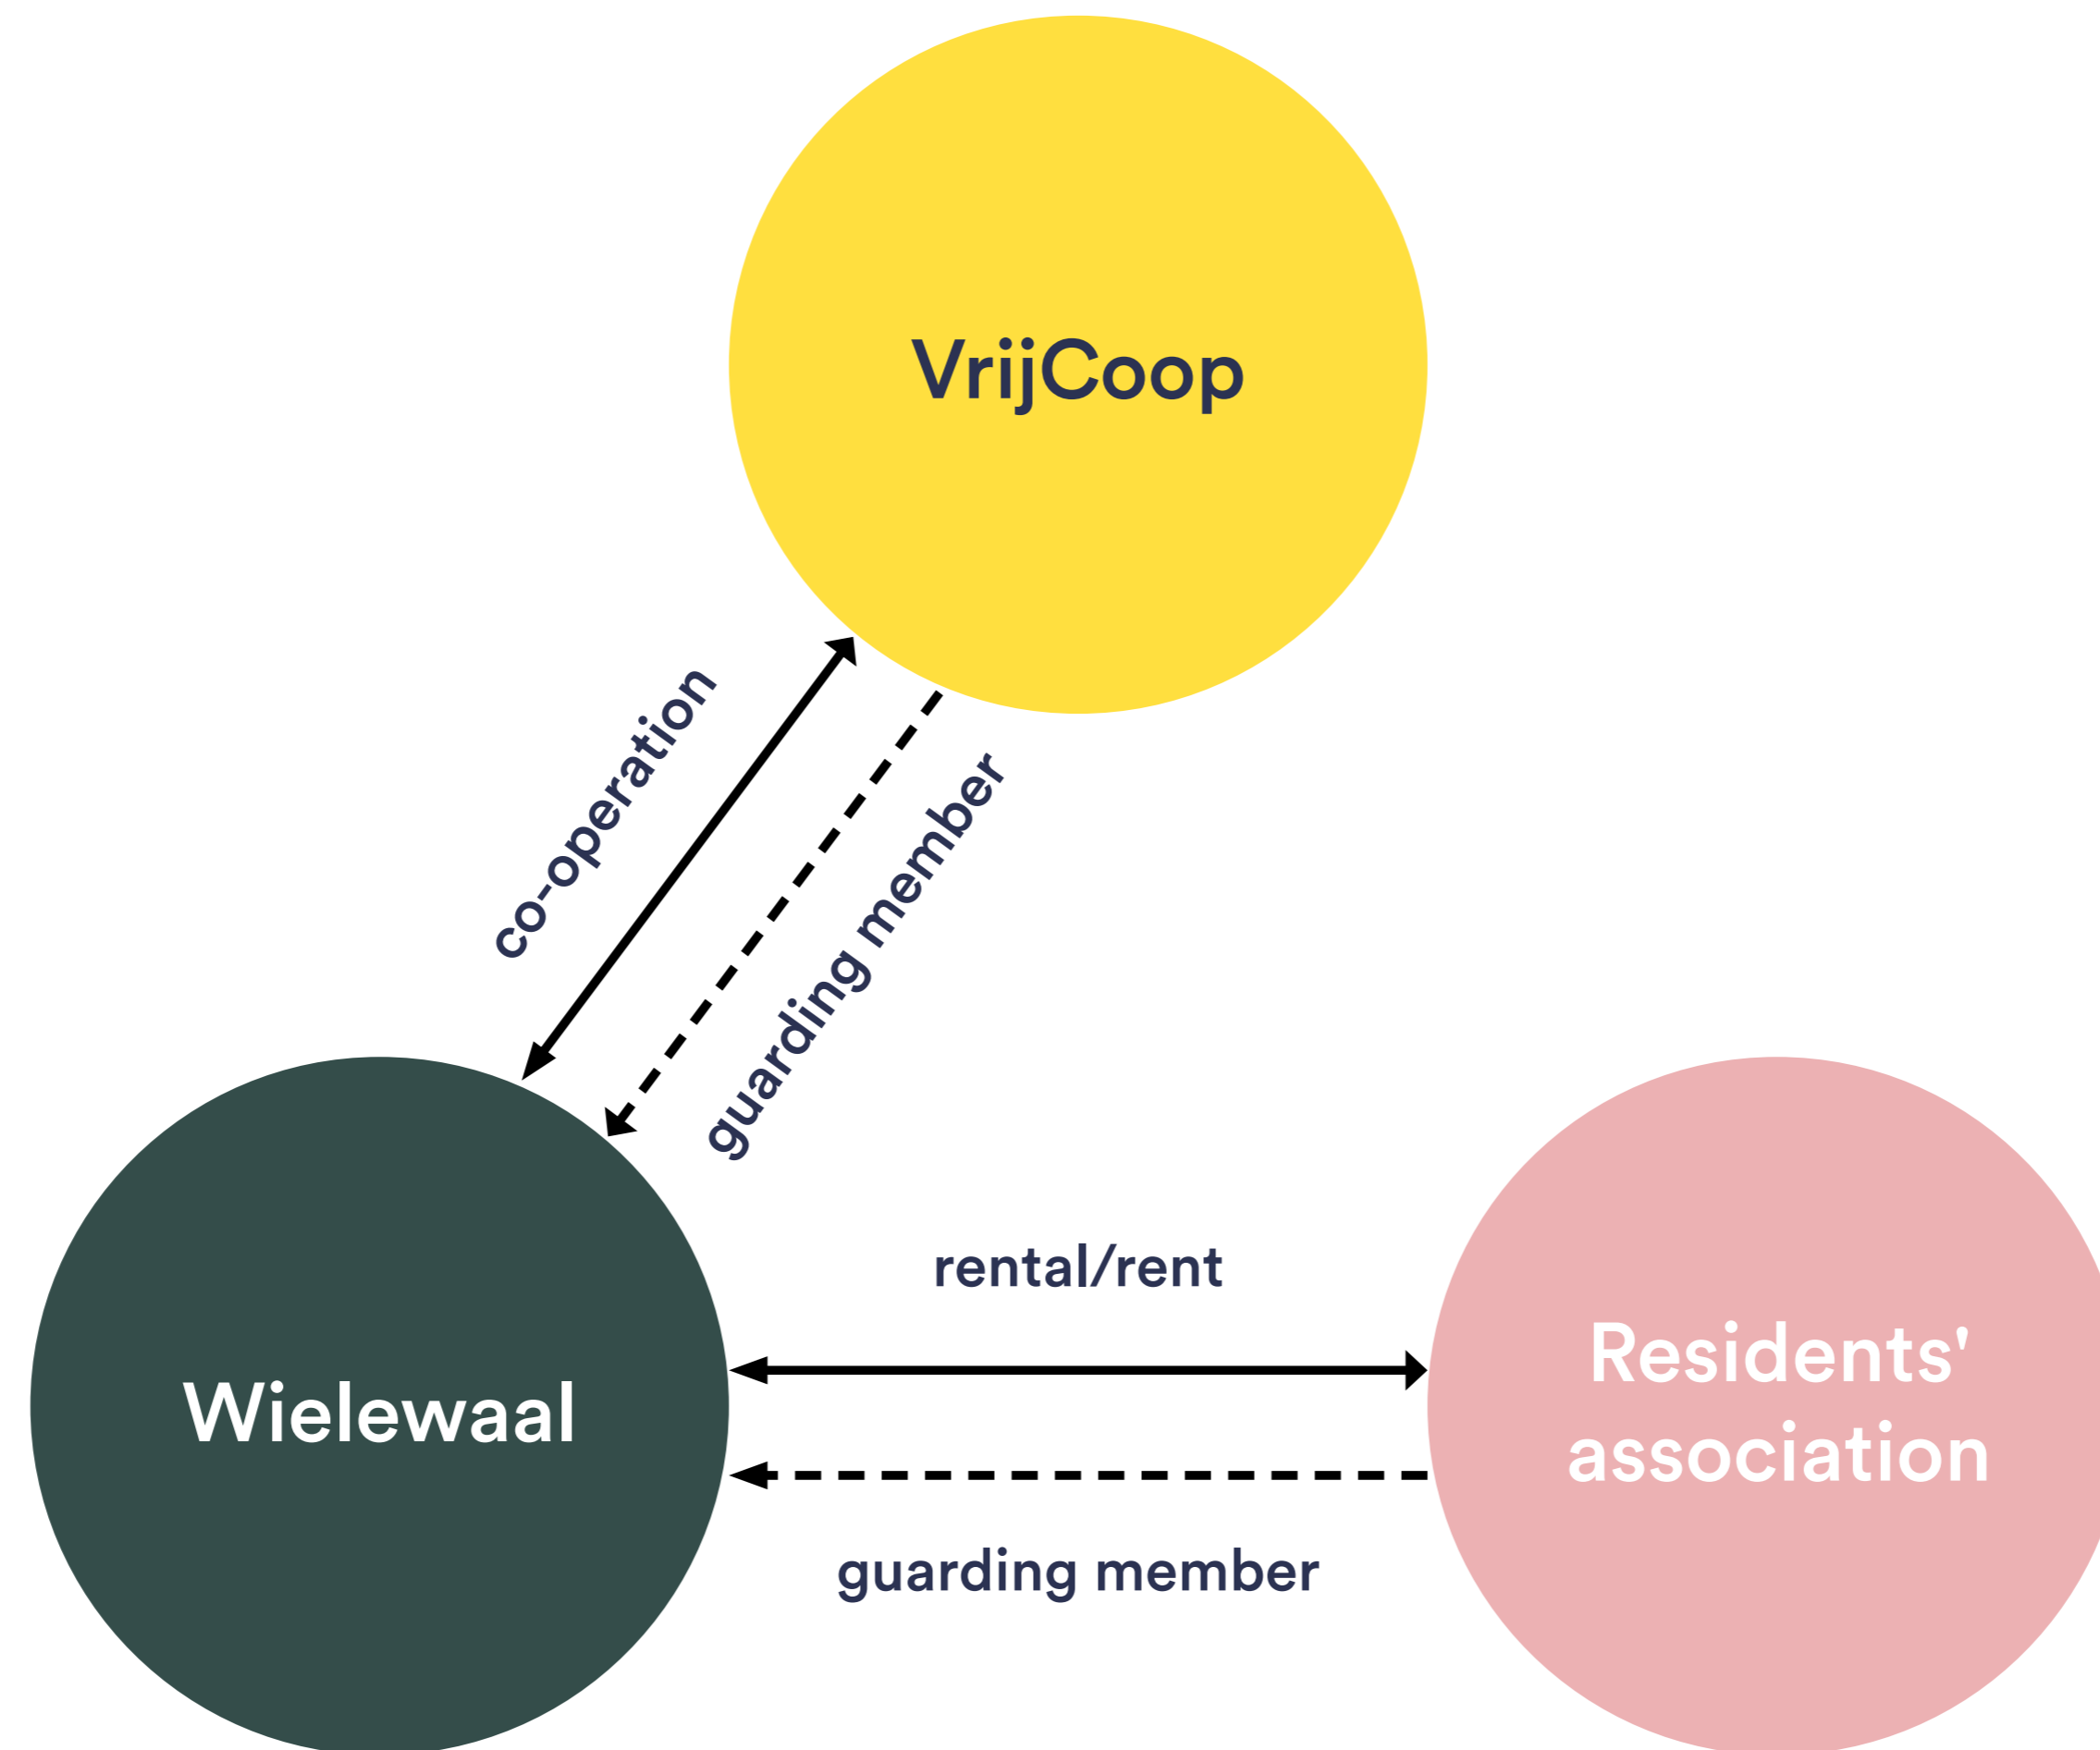 VrijCoop
co-operation
guarding member
rental/rent
Wielewaal
Residents'
association
guarding member